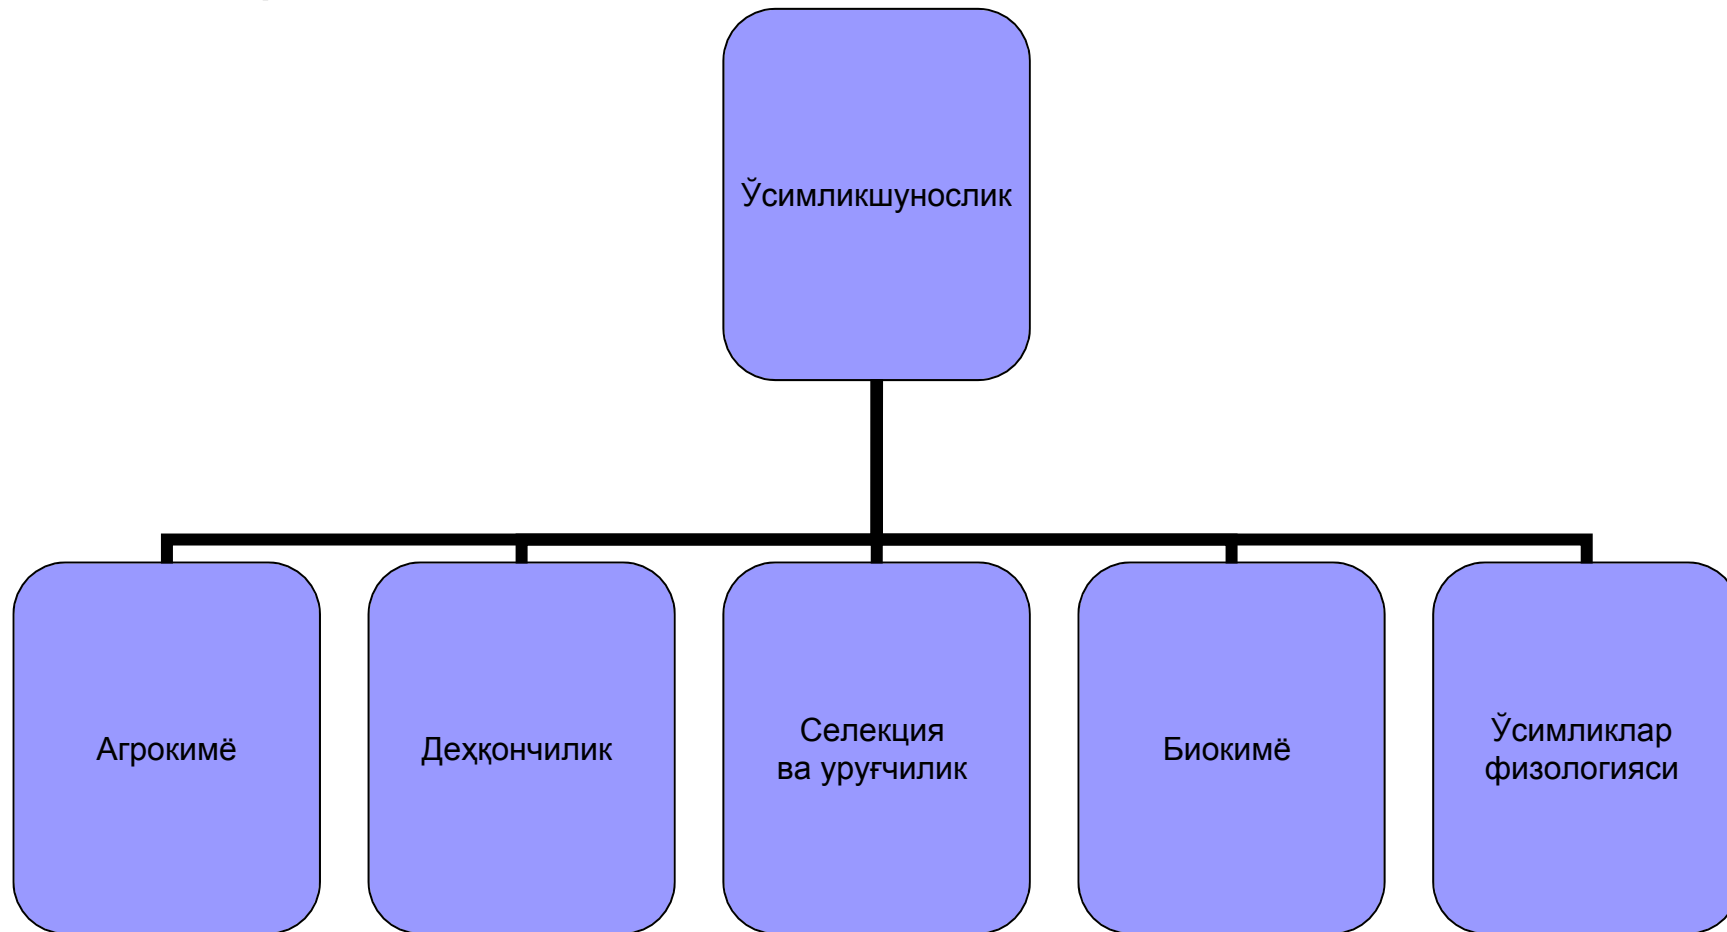 Ўсимликшунослик
Агрокимё
Деҳқончилик
Селекция
ва уруғчилик
Биокимё
Ўсимликлар
физологияси